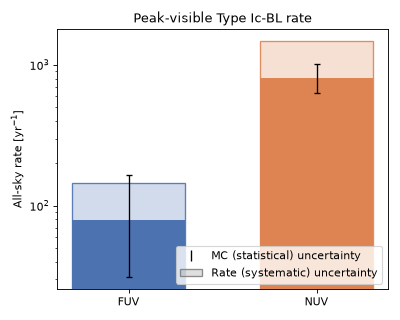 Peak-visible Type Ic-BL rate
All-sky rate [yr⁻¹]
10³
10²
FUV
NUV
MC (statistical) uncertainty
Rate (systematic) uncertainty